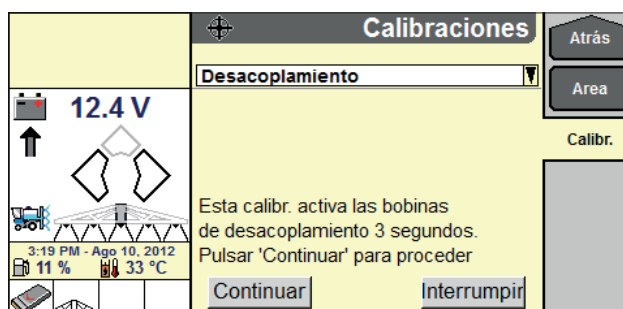 Calibraciones
Desacoplamiento
Atrás
Area
Calibr.
12.4 V
Esta calibr. activa las bobinas
de desacoplamiento 3 segundos.
Pulsar 'Continuar' para proceder
Continuar
Interrumpir
3:19 PM - Ago 10, 2012
11 %
33 °C